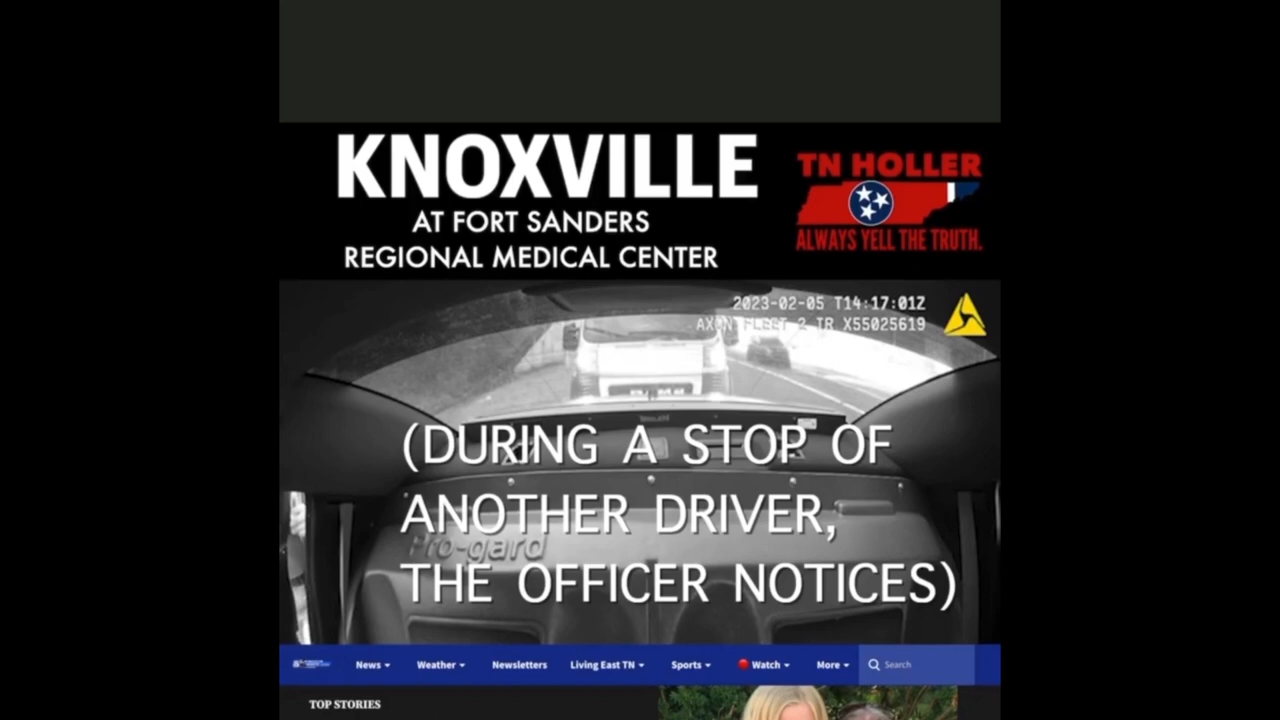 KNOXVILLE
AT FORT SANDERS
REGIONAL MEDICAL CENTER
TN HOLLER
ALWAYS YELL THE TRUTH.
2023-02-05 T14:17:01Z
AXON FLEET 2 IR X55025619
(DURING A STOP OF
ANOTHER DRIVER,
THE OFFICER NOTICES)
Pro-gard
News Weather Newsletters Living East TN Sports Watch More Search
TOP STORIES